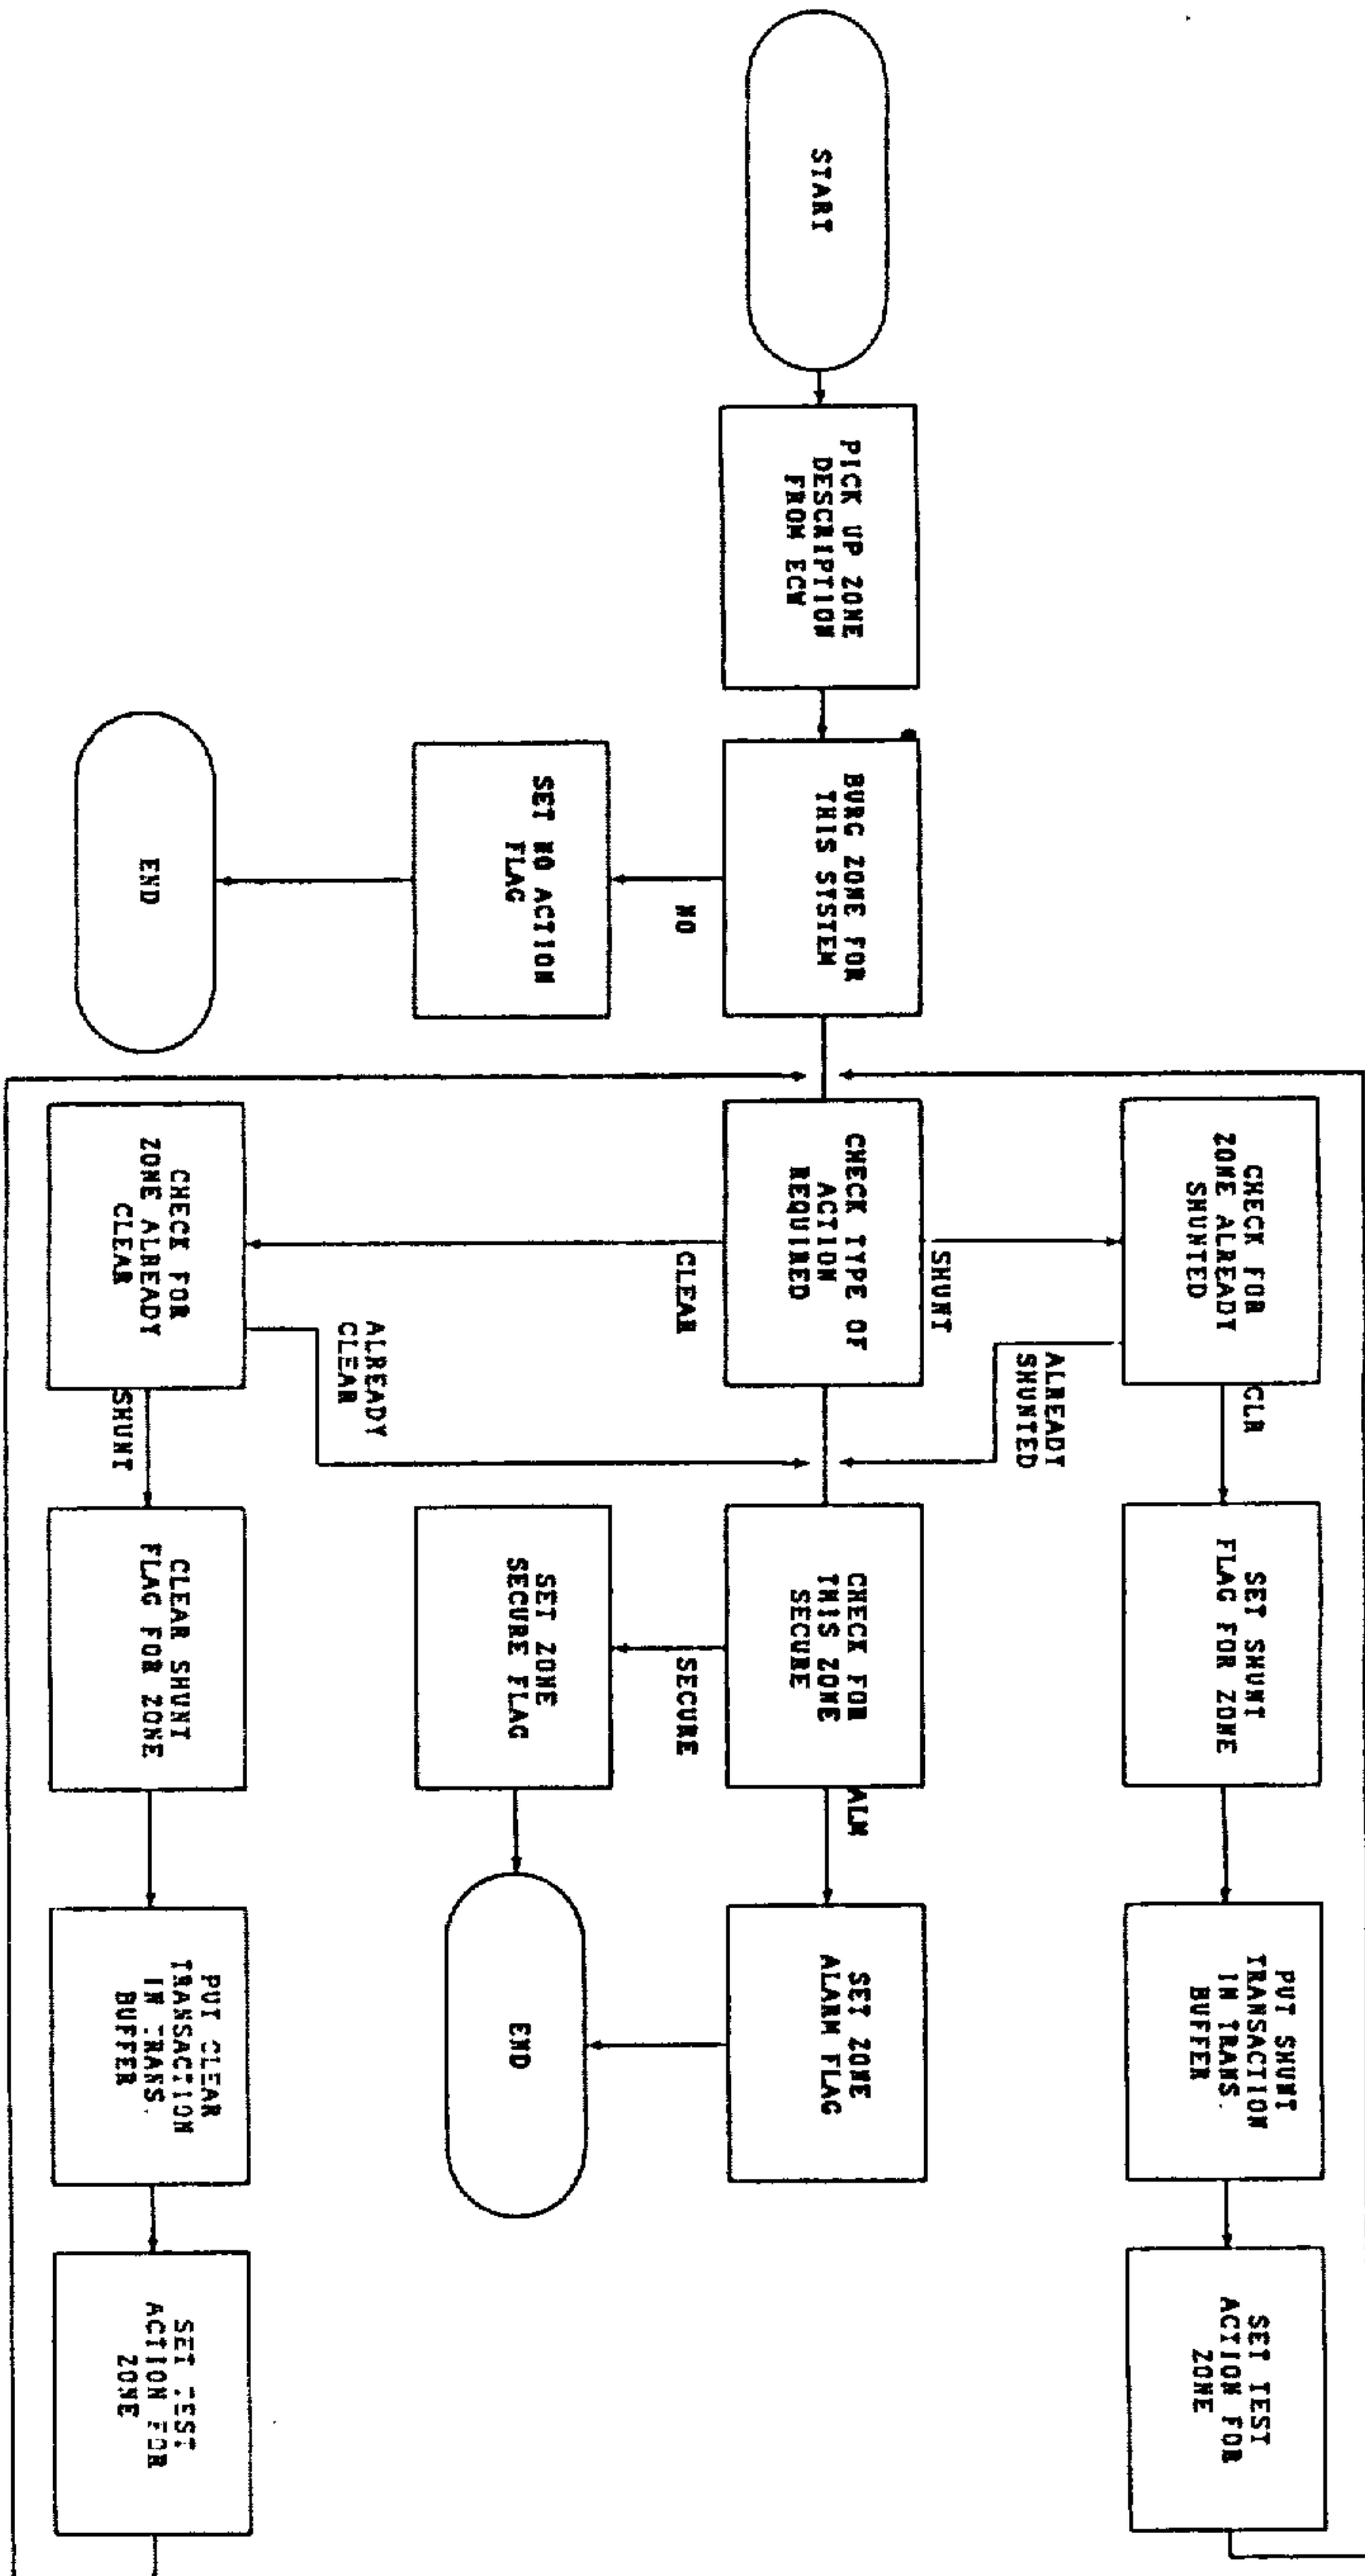 START
PICK UP ZONE
DESCRIPTION
FROM ECW
BURG ZONE FOR
THIS SYSTEM
NO
SET NO ACTION
FLAG
END
CHECK TYPE OF
ACTION
REQUIRED
SHUNT
CHECK FOR
ZONE ALREADY
SHUNTED
ALREADY
SHUNTED
CLR
SET SHUNT
FLAG FOR ZONE
PUT SHUNT
TRANSACTION
IN TRANS.
BUFFER
SET TEST
ACTION FOR
ZONE
CHECK FOR
THIS ZONE
SECURE
ALM
SET ZONE
ALARM FLAG
SECURE
SET ZONE
SECURE FLAG
END
CLEAR
CHECK FOR
ZONE ALREADY
CLEAR
ALREADY
CLEAR
SHUNT
CLEAR SHUNT
FLAG FOR ZONE
PUT CLEAR
TRANSACTION
IN TRANS.
BUFFER
SET TEST
ACTION FOR
ZONE